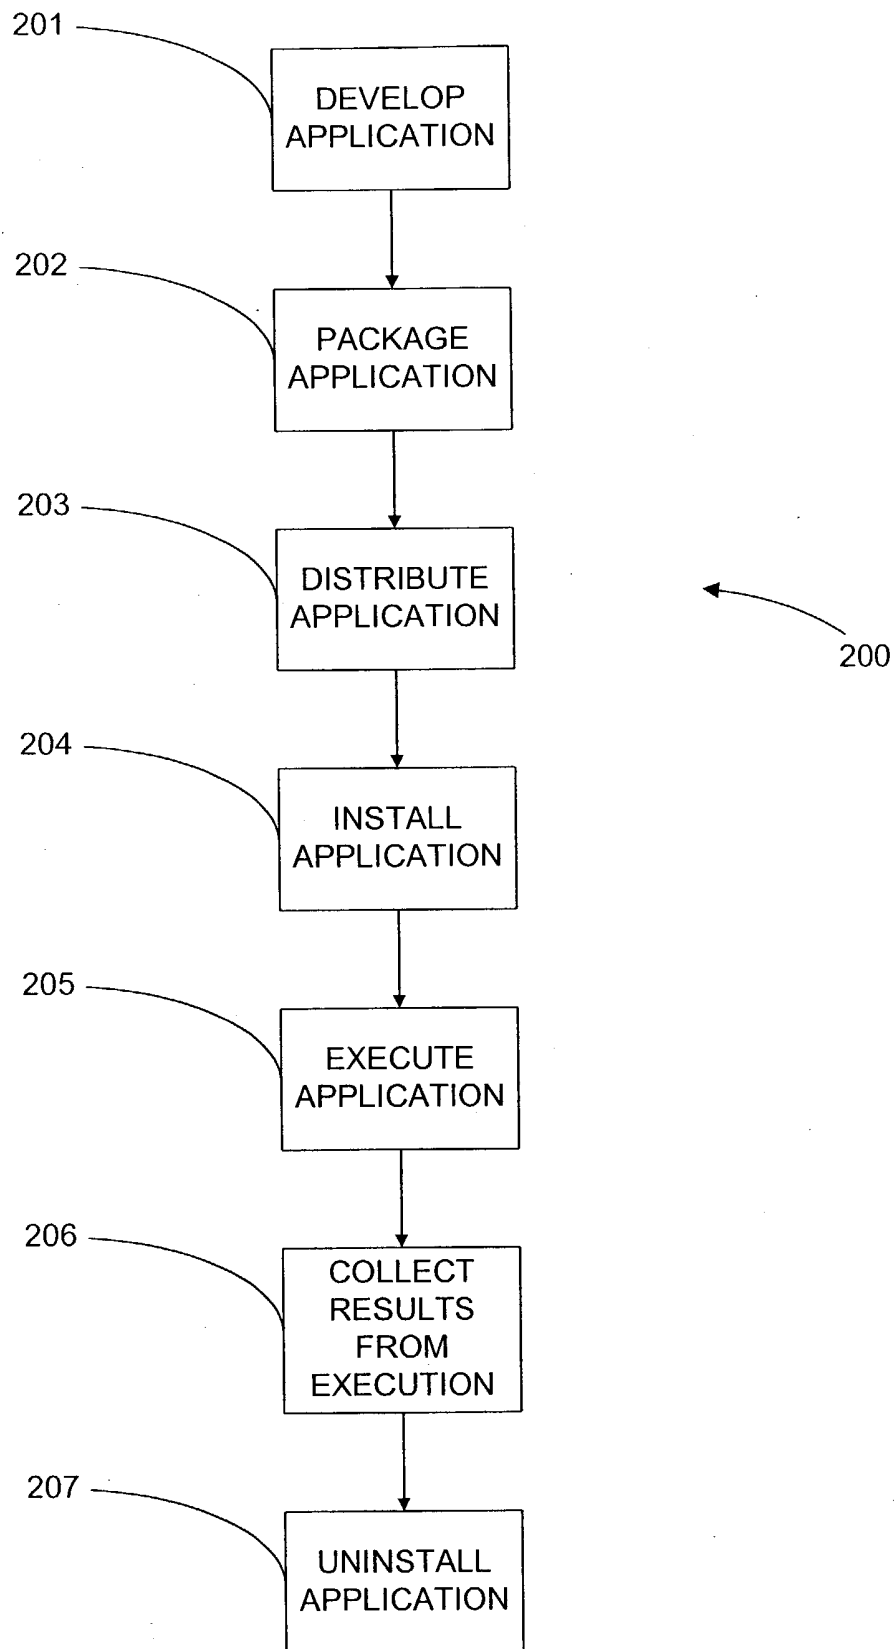 201
DEVELOP
APPLICATION
202
PACKAGE
APPLICATION
203
DISTRIBUTE
APPLICATION
200
204
INSTALL
APPLICATION
205
EXECUTE
APPLICATION
206
COLLECT
RESULTS
FROM
EXECUTION
207
UNINSTALL
APPLICATION